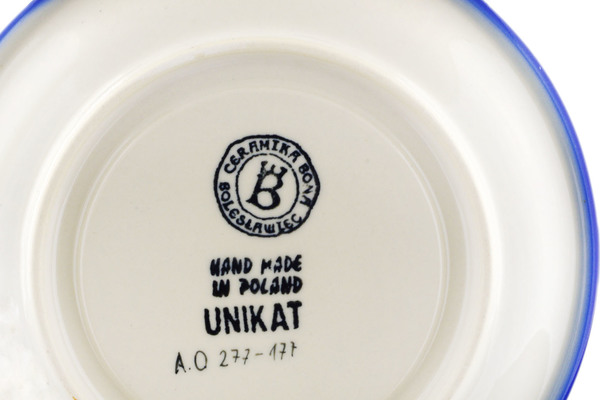 CERAMIKA BONA
BOLESŁAWIEC
B
HAND MADE
IN POLAND
UNIKAT
A.O 277-177